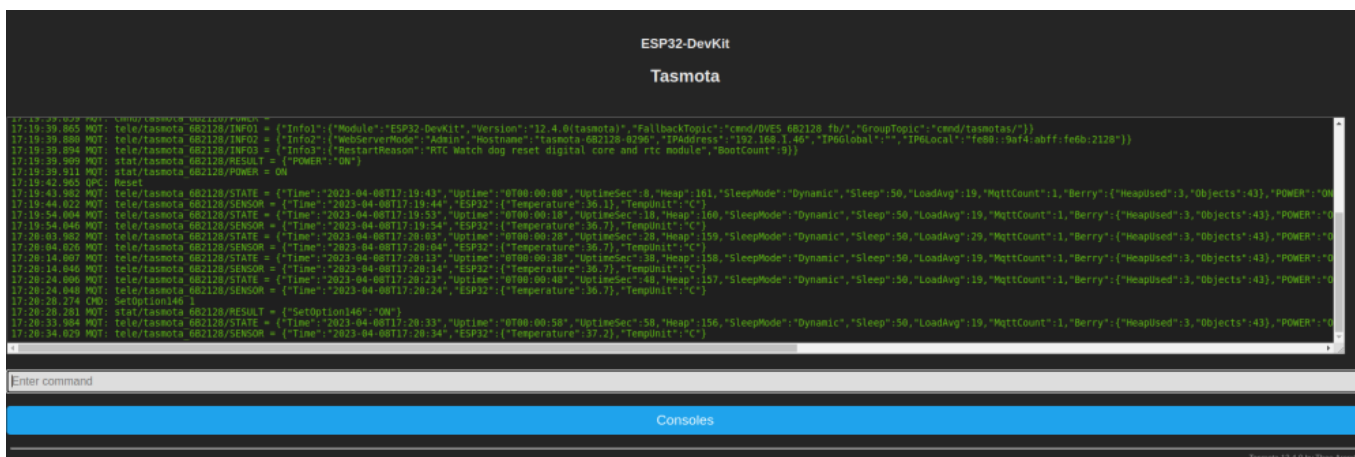 ESP32-DevKit
Tasmota
17:19:39.859 MQT: cmnd/tasmota_6B2128/POWER =
17:19:39.865 MQT: tele/tasmota_6B2128/INFO1 = {"Info1":{"Module":"ESP32-DevKit","Version":"12.4.0(tasmota)","FallbackTopic":"cmnd/DVES_6B2128_fb/","GroupTopic":"cmnd/tasmotas/"}}
17:19:39.880 MQT: tele/tasmota_6B2128/INFO2 = {"Info2":{"WebServerMode":"Admin","Hostname":"tasmota-6B2128-0296","IPAddress":"192.168.1.46","IP6Global":"","IP6Local":"fe80::9af4:abff:fe6b:2128"}}
17:19:39.894 MQT: tele/tasmota_6B2128/INFO3 = {"Info3":{"RestartReason":"RTC Watch dog reset digital core and rtc module","BootCount":9}}
17:19:39.909 MQT: stat/tasmota_6B2128/RESULT = {"POWER":"ON"}
17:19:39.911 MQT: stat/tasmota_6B2128/POWER = ON
17:19:42.965 QPC: Reset
17:19:43.982 MQT: tele/tasmota_6B2128/STATE = {"Time":"2023-04-08T17:19:43","Uptime":"0T00:00:08","UptimeSec":8,"Heap":161,"SleepMode":"Dynamic","Sleep":50,"LoadAvg":19,"MqttCount":1,"Berry":{"HeapUsed":3,"Objects":43},"POWER":"ON
17:19:44.022 MQT: tele/tasmota_6B2128/SENSOR = {"Time":"2023-04-08T17:19:44","ESP32":{"Temperature":36.1},"TempUnit":"C"}
17:19:54.004 MQT: tele/tasmota_6B2128/STATE = {"Time":"2023-04-08T17:19:53","Uptime":"0T00:00:18","UptimeSec":18,"Heap":160,"SleepMode":"Dynamic","Sleep":50,"LoadAvg":19,"MqttCount":1,"Berry":{"HeapUsed":3,"Objects":43},"POWER":"O
17:19:54.046 MQT: tele/tasmota_6B2128/SENSOR = {"Time":"2023-04-08T17:19:54","ESP32":{"Temperature":36.7},"TempUnit":"C"}
17:20:03.982 MQT: tele/tasmota_6B2128/STATE = {"Time":"2023-04-08T17:20:03","Uptime":"0T00:00:28","UptimeSec":28,"Heap":159,"SleepMode":"Dynamic","Sleep":50,"LoadAvg":29,"MqttCount":1,"Berry":{"HeapUsed":3,"Objects":43},"POWER":"O
17:20:04.026 MQT: tele/tasmota_6B2128/SENSOR = {"Time":"2023-04-08T17:20:04","ESP32":{"Temperature":36.7},"TempUnit":"C"}
17:20:14.007 MQT: tele/tasmota_6B2128/STATE = {"Time":"2023-04-08T17:20:13","Uptime":"0T00:00:38","UptimeSec":38,"Heap":158,"SleepMode":"Dynamic","Sleep":50,"LoadAvg":19,"MqttCount":1,"Berry":{"HeapUsed":3,"Objects":43},"POWER":"O
17:20:14.046 MQT: tele/tasmota_6B2128/SENSOR = {"Time":"2023-04-08T17:20:14","ESP32":{"Temperature":36.7},"TempUnit":"C"}
17:20:24.006 MQT: tele/tasmota_6B2128/STATE = {"Time":"2023-04-08T17:20:23","Uptime":"0T00:00:48","UptimeSec":48,"Heap":157,"SleepMode":"Dynamic","Sleep":50,"LoadAvg":19,"MqttCount":1,"Berry":{"HeapUsed":3,"Objects":43},"POWER":"O
17:20:24.048 MQT: tele/tasmota_6B2128/SENSOR = {"Time":"2023-04-08T17:20:24","ESP32":{"Temperature":36.7},"TempUnit":"C"}
17:20:28.274 CMD: SetOption146 1
17:20:28.281 MQT: stat/tasmota_6B2128/RESULT = {"SetOption146":"ON"}
17:20:33.984 MQT: tele/tasmota_6B2128/STATE = {"Time":"2023-04-08T17:20:33","Uptime":"0T00:00:58","UptimeSec":58,"Heap":156,"SleepMode":"Dynamic","Sleep":50,"LoadAvg":19,"MqttCount":1,"Berry":{"HeapUsed":3,"Objects":43},"POWER":"O
17:20:34.029 MQT: tele/tasmota_6B2128/SENSOR = {"Time":"2023-04-08T17:20:34","ESP32":{"Temperature":37.2},"TempUnit":"C"}
Enter command
Consoles